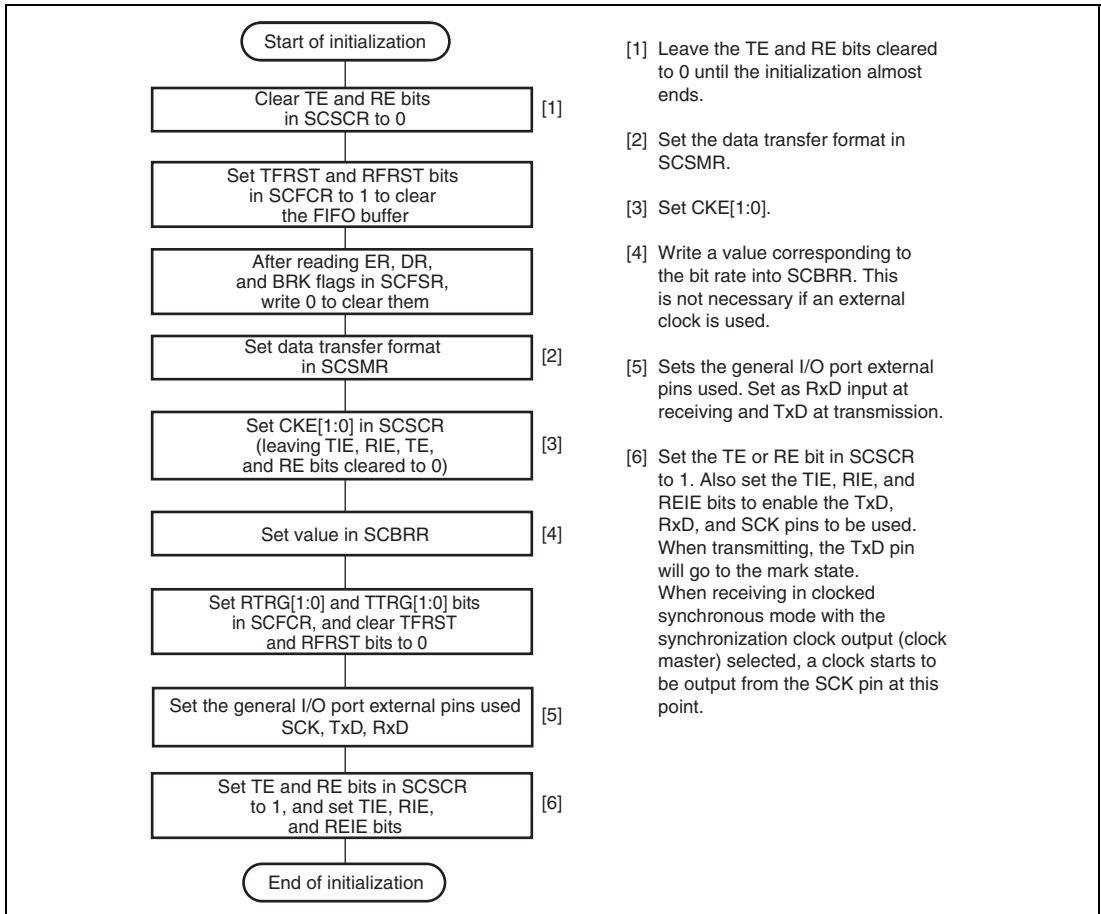 Start of initialization
Clear TE and RE bits
in SCSCR to 0
[1]
Set TFRST and RFRST bits
in SCFCR to 1 to clear
the FIFO buffer
After reading ER, DR,
and BRK flags in SCFSR,
write 0 to clear them
Set data transfer format
in SCSMR
[2]
Set CKE[1:0] in SCSCR
(leaving TIE, RIE, TE,
and RE bits cleared to 0)
[3]
Set value in SCBRR
[4]
Set RTRG[1:0] and TTRG[1:0] bits
in SCFCR, and clear TFRST
and RFRST bits to 0
Set the general I/O port external pins used
SCK, TxD, RxD
[5]
Set TE and RE bits in SCSCR
to 1, and set TIE, RIE,
and REIE bits
[6]
End of initialization
[1] Leave the TE and RE bits cleared
to 0 until the initialization almost
ends.
[2] Set the data transfer format in
SCSMR.
[3] Set CKE[1:0].
[4] Write a value corresponding to
the bit rate into SCBRR. This
is not necessary if an external
clock is used.
[5] Sets the general I/O port external
pins used. Set as RxD input at
receiving and TxD at transmission.
[6] Set the TE or RE bit in SCSCR
to 1. Also set the TIE, RIE, and
REIE bits to enable the TxD,
RxD, and SCK pins to be used.
When transmitting, the TxD pin
will go to the mark state.
When receiving in clocked
synchronous mode with the
synchronization clock output (clock
master) selected, a clock starts to
be output from the SCK pin at this
point.